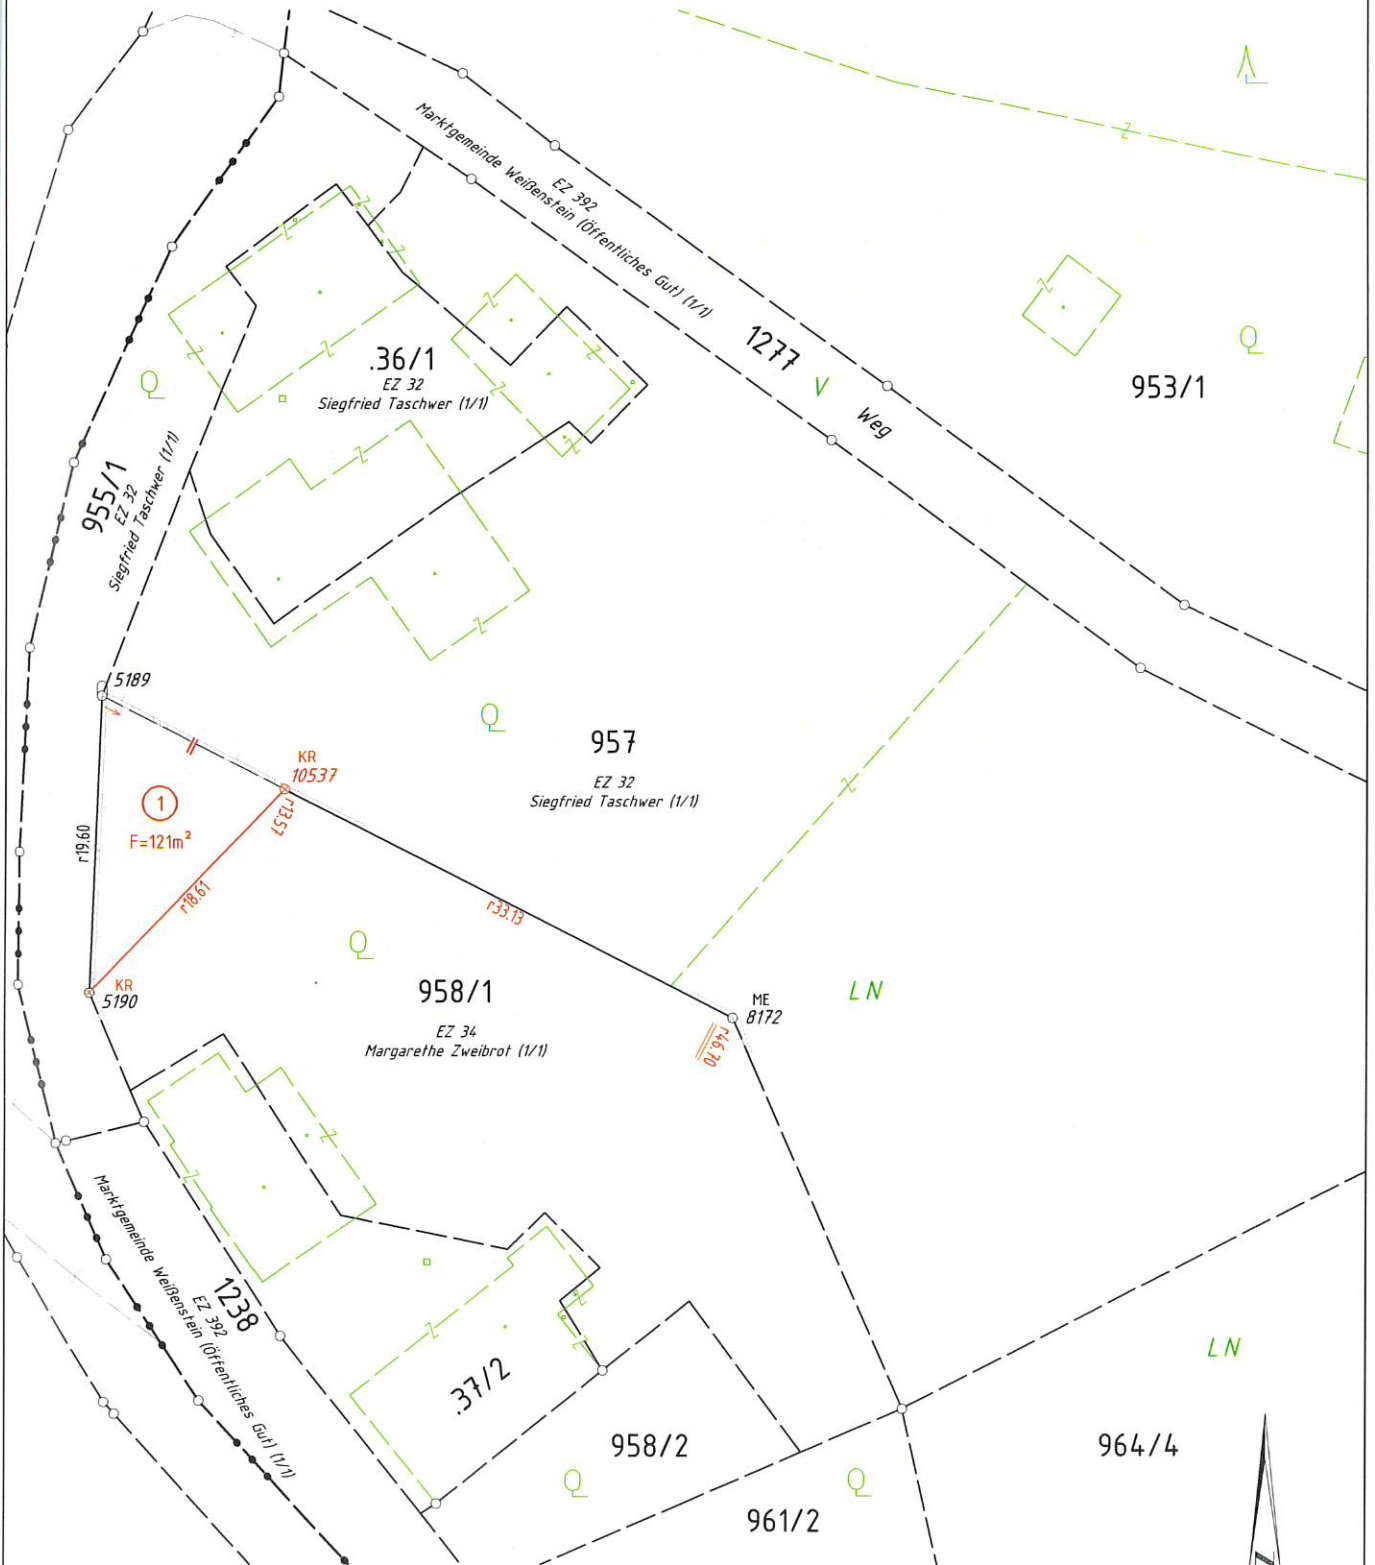 Marktgemeinde Weißenstein (Öffentliches Gut) (1/1)
EZ 392
1277
V
Weg
953/1
.36/1
EZ 32
Siegfried Taschwer (1/1)
955/1
EZ 32
Siegfried Taschwer (1/1)
5189
KR
10537
r13.57
1
F=121m²
r19.60
r18.61
957
EZ 32
Siegfried Taschwer (1/1)
r33.13
KR
5190
958/1
EZ 34
Margarethe Zweibrot (1/1)
LN
ME
8172
r46.70
Marktgemeinde Weißenstein (Öffentliches Gut) (1/1)
EZ 392
1238
.37/2
958/2
961/2
LN
964/4